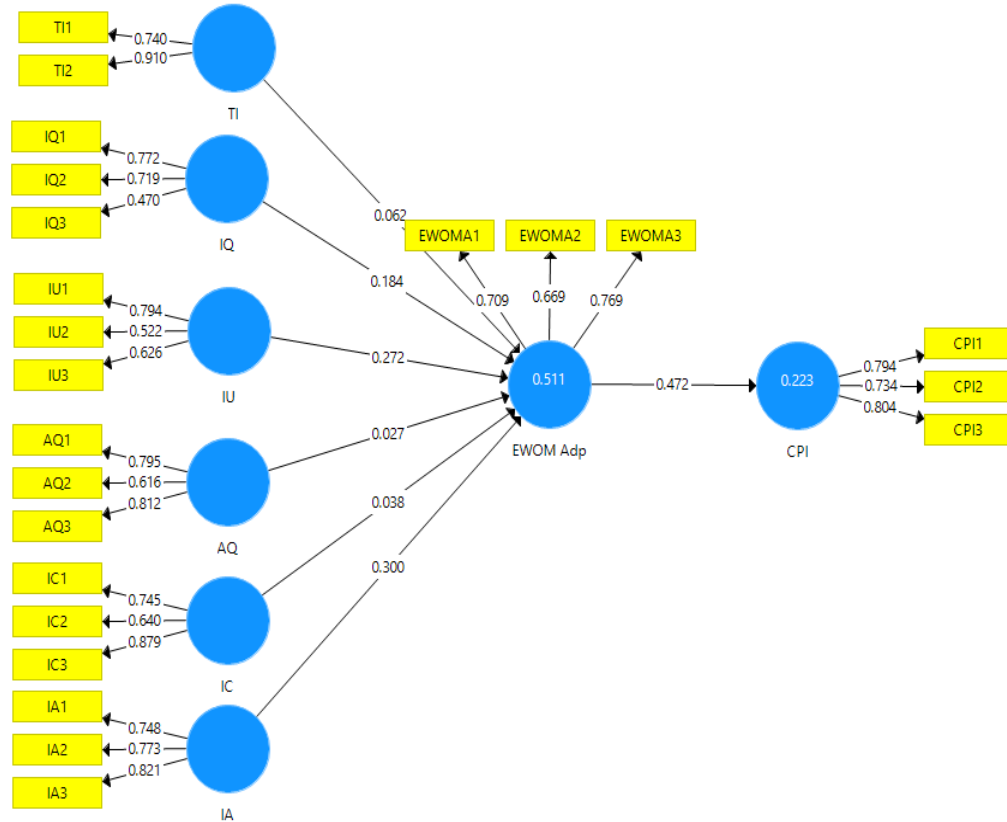 TI1
TI2
0.740
0.910
TI
IQ1
IQ2
IQ3
0.772
0.719
0.470
IQ
IU1
IU2
IU3
0.794
0.522
0.626
IU
AQ1
AQ2
AQ3
0.795
0.616
0.812
AQ
IC1
IC2
IC3
0.745
0.640
0.879
IC
IA1
IA2
IA3
0.748
0.773
0.821
IA
0.062
0.184
0.272
0.027
0.038
0.300
EWOMA1
EWOMA2
EWOMA3
0.709
0.669
0.769
0.511
EWOM Adp
0.472
0.223
CPI
0.794
0.734
0.804
CPI1
CPI2
CPI3